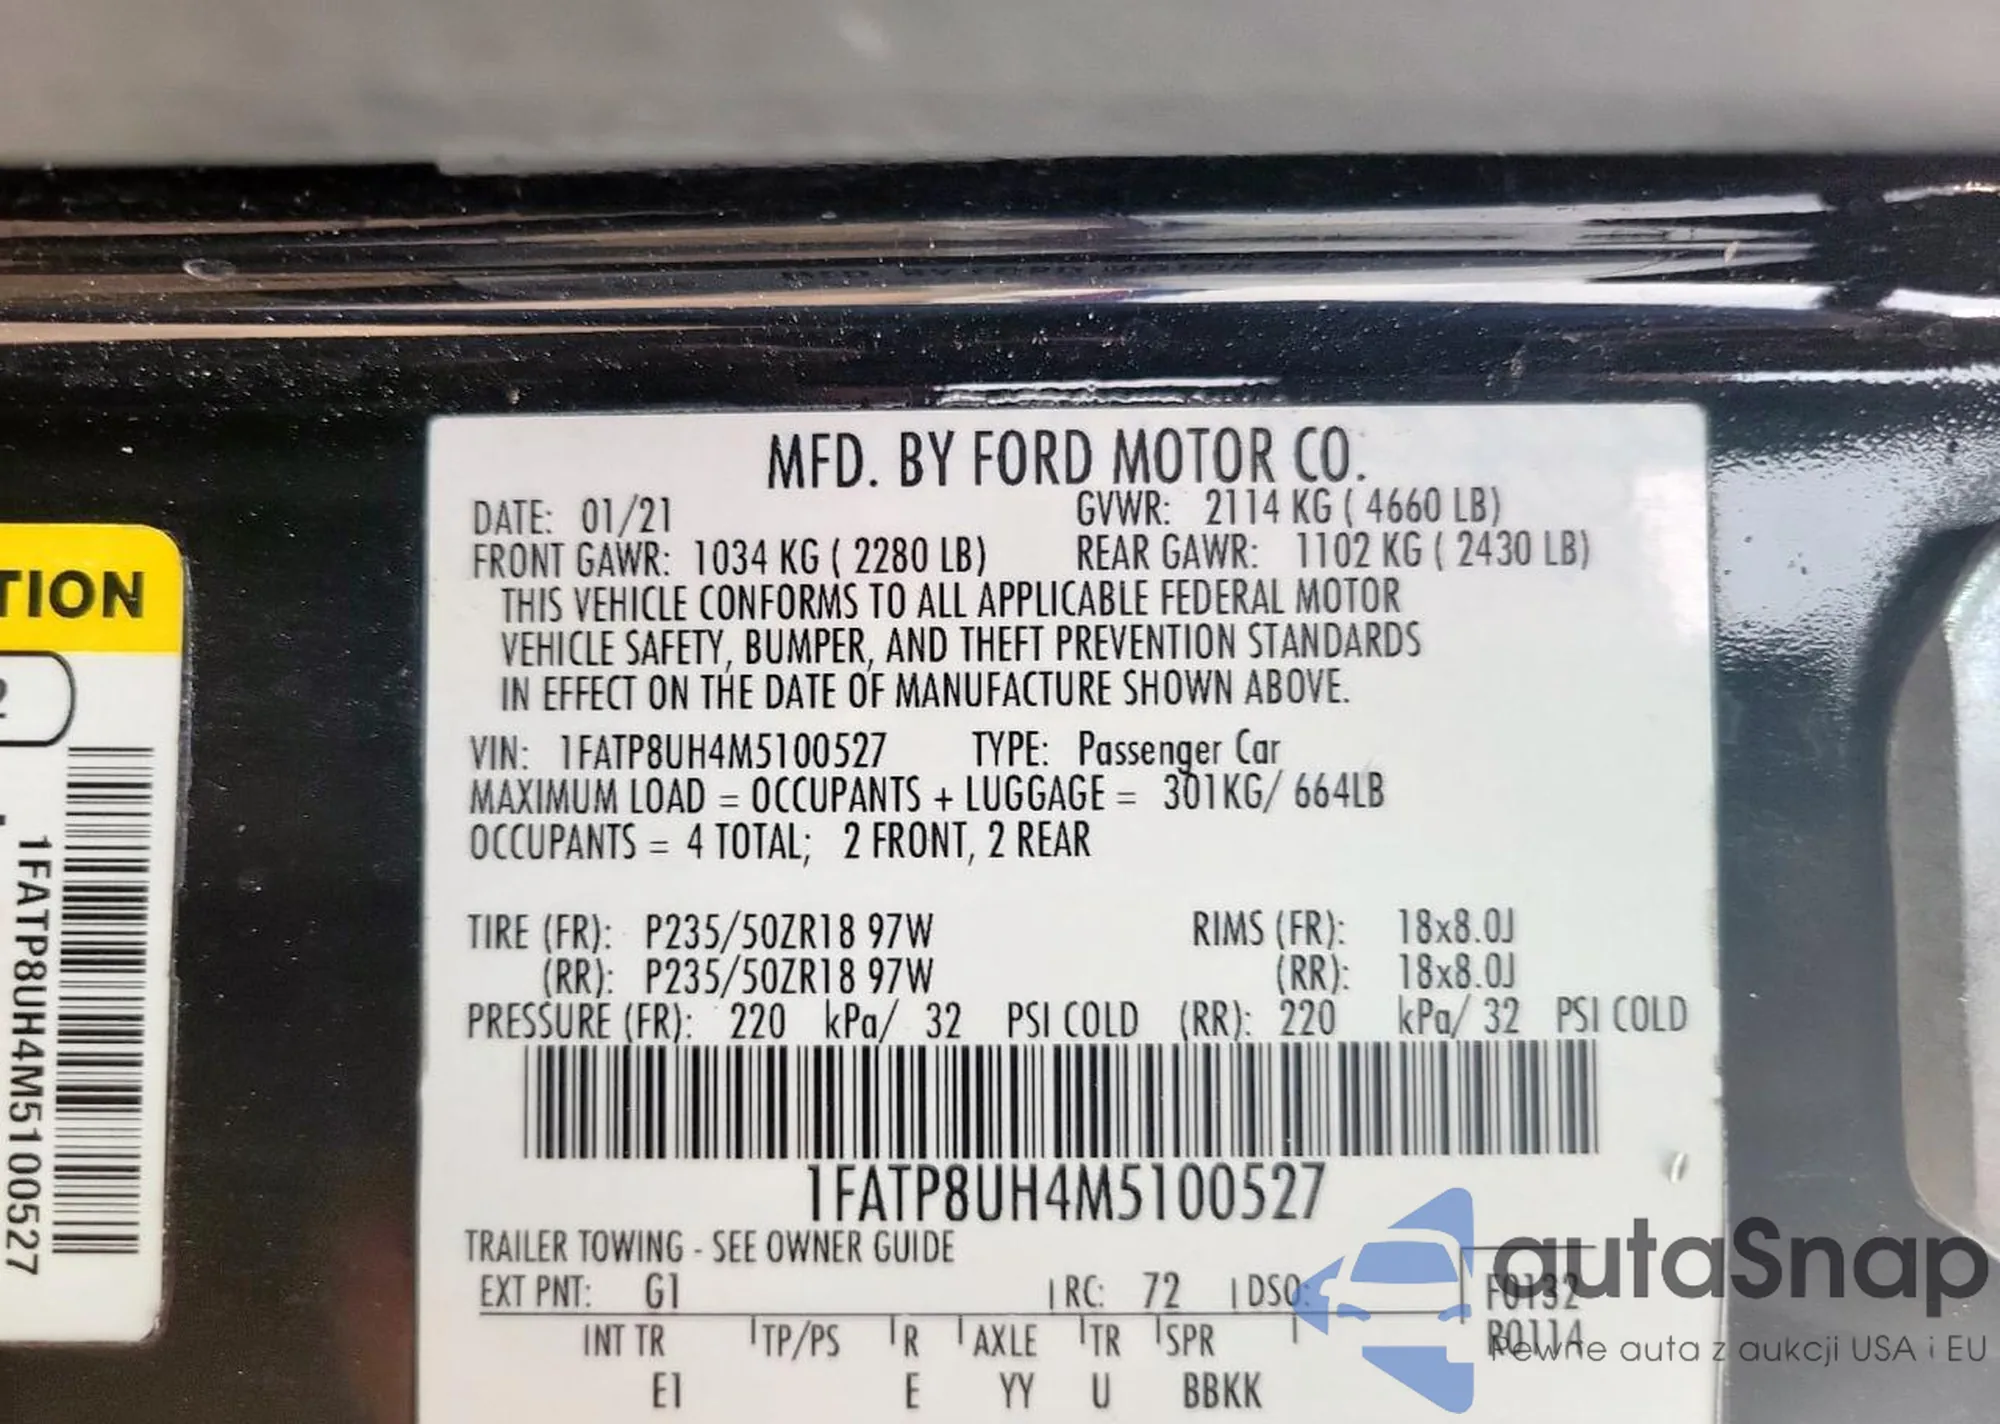 MFD. BY FORD MOTOR CO.
DATE: 01/21 GVWR: 2114 KG ( 4660 LB)
FRONT GAWR: 1034 KG ( 2280 LB) REAR GAWR: 1102 KG ( 2430 LB)
THIS VEHICLE CONFORMS TO ALL APPLICABLE FEDERAL MOTOR
VEHICLE SAFETY, BUMPER, AND THEFT PREVENTION STANDARDS
IN EFFECT ON THE DATE OF MANUFACTURE SHOWN ABOVE.
VIN: 1FATP8UH4M5100527 TYPE: Passenger Car
MAXIMUM LOAD = OCCUPANTS + LUGGAGE = 301KG/ 664LB
OCCUPANTS = 4 TOTAL; 2 FRONT, 2 REAR
TIRE (FR): P235/50ZR18 97W RIMS (FR): 18x8.0J
(RR): P235/50ZR18 97W (RR): 18x8.0J
PRESSURE (FR): 220 kPa/ 32 PSI COLD (RR): 220 kPa/ 32 PSI COLD
1FATP8UH4M5100527
TRAILER TOWING - SEE OWNER GUIDE
EXT PNT: G1 RC: 72 DSO: F0132
INT TR TP/PS R AXLE TR SPR R0114
E1 E YY U BBKK
TION
2
1FATP8UH4M5100527
autaSnap
Pewne auta z aukcji USA i EU